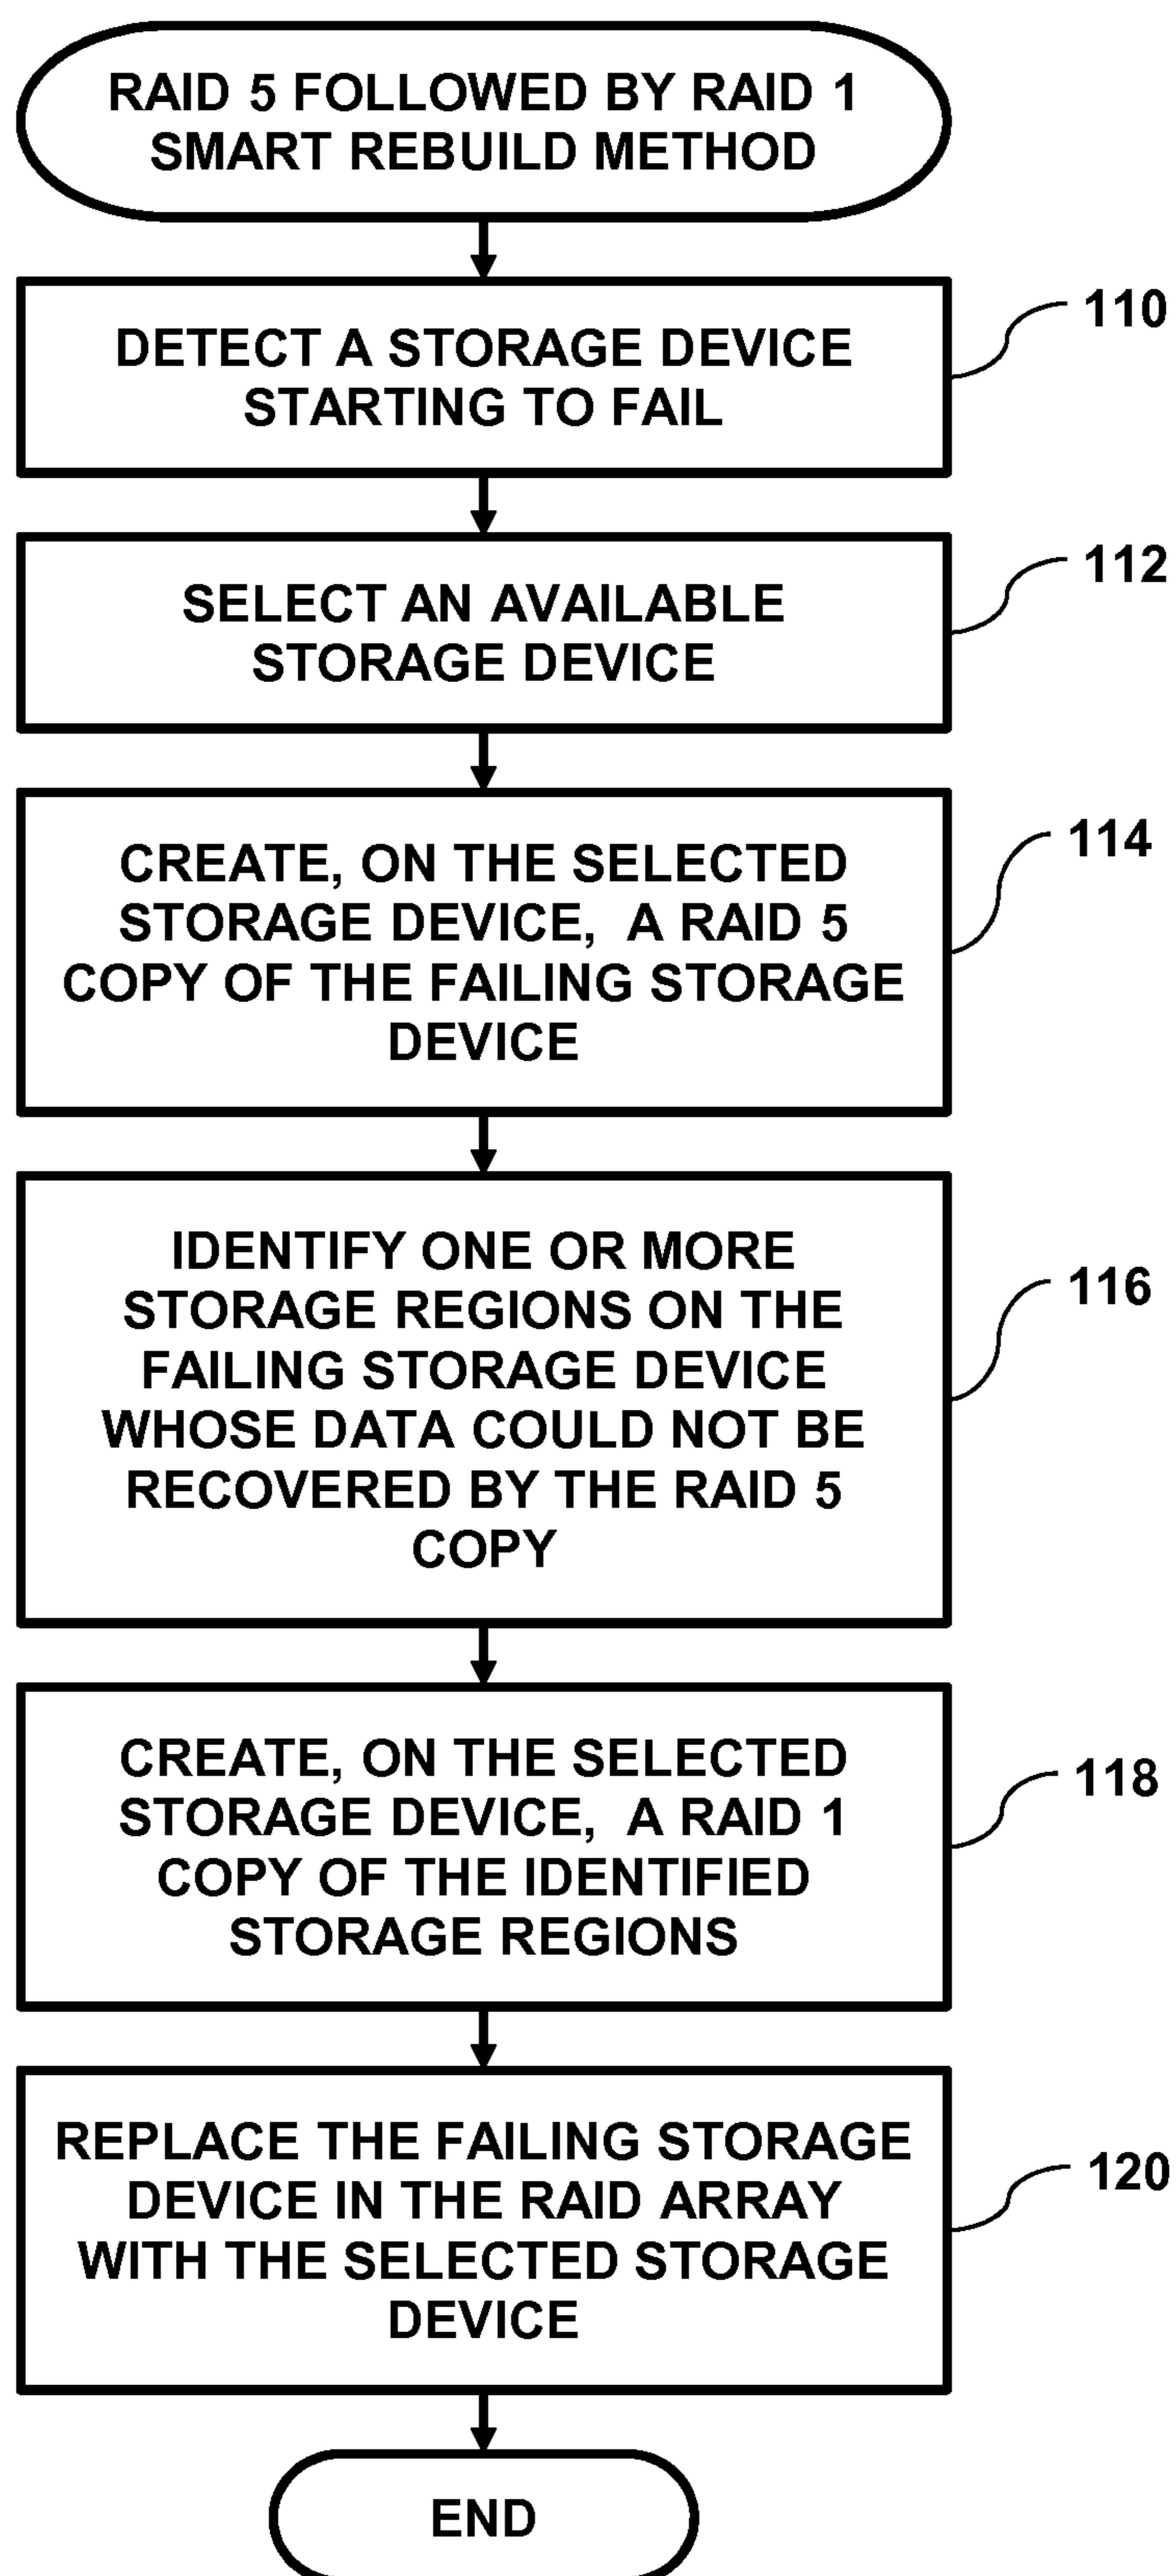 RAID 5 FOLLOWED BY RAID 1
SMART REBUILD METHOD
DETECT A STORAGE DEVICE
STARTING TO FAIL
110
SELECT AN AVAILABLE
STORAGE DEVICE
112
CREATE, ON THE SELECTED
STORAGE DEVICE, A RAID 5
COPY OF THE FAILING STORAGE
DEVICE
114
IDENTIFY ONE OR MORE
STORAGE REGIONS ON THE
FAILING STORAGE DEVICE
WHOSE DATA COULD NOT BE
RECOVERED BY THE RAID 5
COPY
116
CREATE, ON THE SELECTED
STORAGE DEVICE, A RAID 1
COPY OF THE IDENTIFIED
STORAGE REGIONS
118
REPLACE THE FAILING STORAGE
DEVICE IN THE RAID ARRAY
WITH THE SELECTED STORAGE
DEVICE
120
END